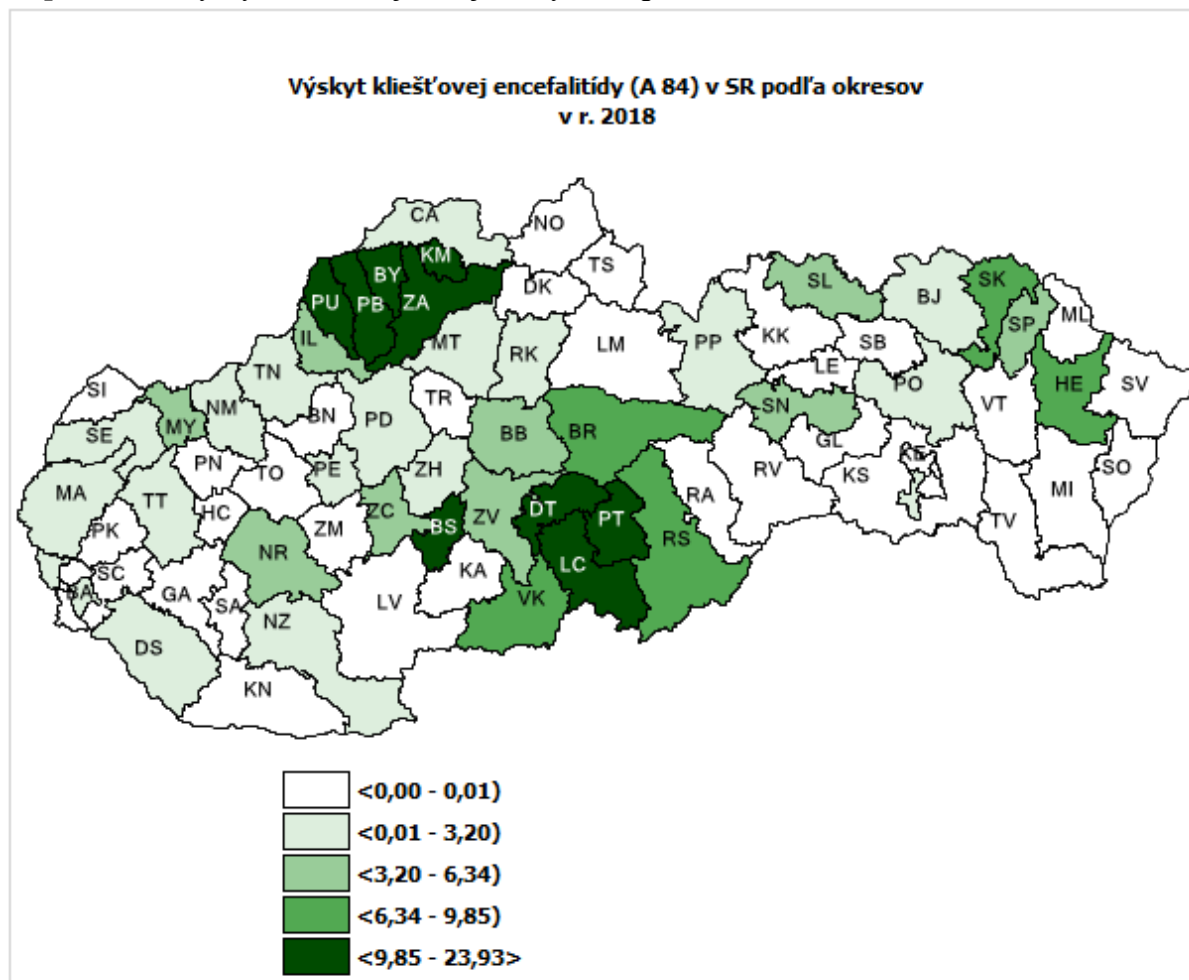 Výskyt kliešťovej encefalitídy (A 84) v SR podľa okresov
v r. 2018
CA
NO
KM
BY
TS
PU
PB
ZA
DK
SL
BJ
SK
ML
IL
MT
RK
LM
PP
KK
SB
SP
TN
LE
PO
HE
SV
SI
NM
BN
TR
SN
VT
SE
MY
PD
BB
BR
GL
KE
SO
PN
TO
PE
ZH
RV
KS
MI
MA
TT
HC
ZM
ZC
BS
ZV
DT
PT
RA
TV
PK
NR
LC
RS
ŠC
KA
BA
GA
SA
LV
VK
NZ
DS
KN
<0,00 - 0,01)
<0,01 - 3,20)
<3,20 - 6,34)
<6,34 - 9,85)
<9,85 - 23,93>